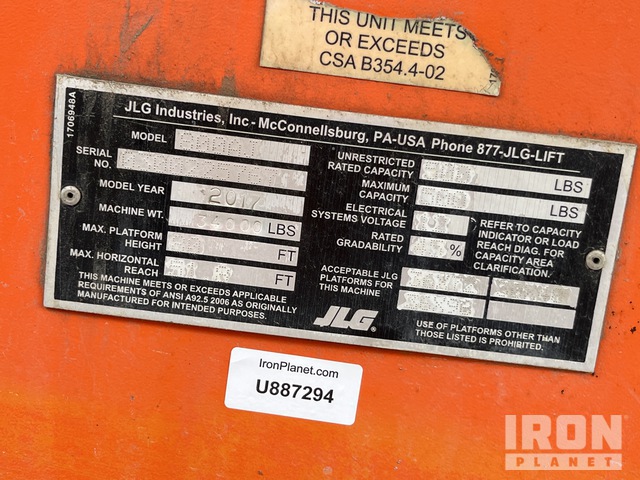 THIS UNIT MEETS
OR EXCEEDS
CSA B354.4-02
1706948A
JLG Industries, Inc - McConnellsburg, PA-USA Phone 877-JLG-LIFT
MODEL
SERIAL
NO.
MODEL YEAR 2017
MACHINE WT. 34000 LBS
MAX. PLATFORM
HEIGHT FT
MAX. HORIZONTAL
REACH FT
THIS MACHINE MEETS OR EXCEEDS APPLICABLE
REQUIREMENTS OF ANSI A92.5 2006 AS ORIGINALLY
MANUFACTURED FOR INTENDED PURPOSES.
UNRESTRICTED
RATED CAPACITY LBS
MAXIMUM
CAPACITY LBS
ELECTRICAL
SYSTEMS VOLTAGE
RATED
GRADABILITY %
REFER TO CAPACITY
INDICATOR OR LOAD
REACH DIAG. FOR
CAPACITY AREA
CLARIFICATION.
ACCEPTABLE JLG
PLATFORMS FOR
THIS MACHINE
JLG®
USE OF PLATFORMS OTHER THAN
THOSE LISTED IS PROHIBITED.
IronPlanet.com
U887294
IRON
PLANET